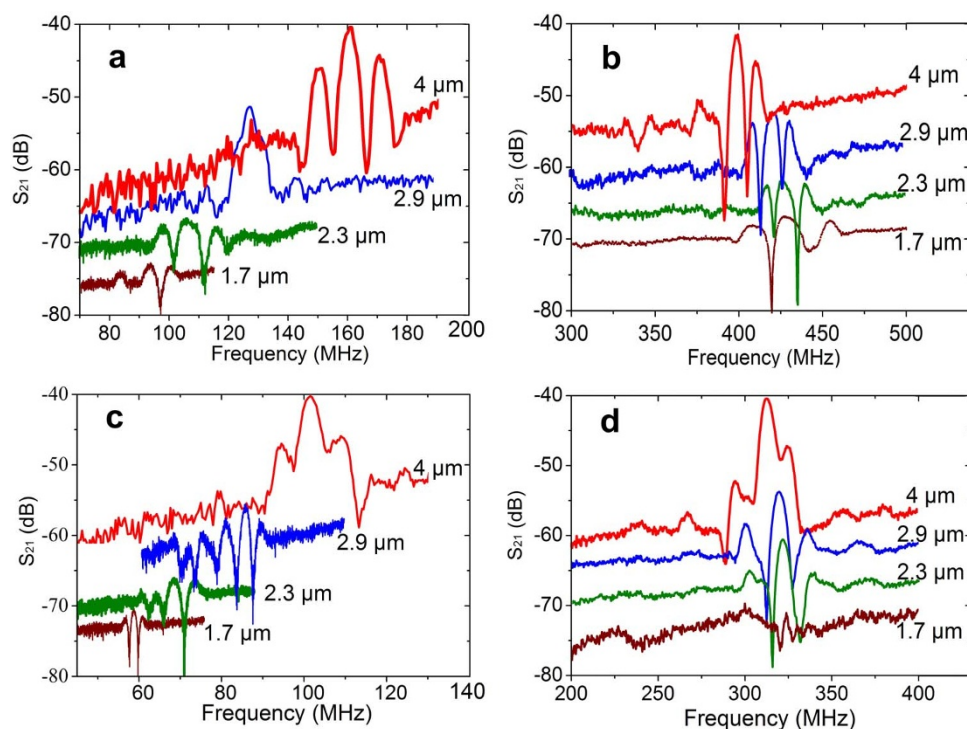 a
-40
-50
-60
-70
-80
S21 (dB)
4 µm
2.9 µm
2.3 µm
1.7 µm
80 100 120 140 160 180 200
Frequency (MHz)
b
-40
-50
-60
-70
-80
S21 (dB)
4 µm
2.9 µm
2.3 µm
1.7 µm
300 350 400 450 500
Frequency (MHz)
c
-40
-50
-60
-70
-80
S21 (dB)
4 µm
2.9 µm
2.3 µm
1.7 µm
60 80 100 120 140
Frequency (MHz)
d
-40
-50
-60
-70
-80
S21 (dB)
4 µm
2.9 µm
2.3 µm
1.7 µm
200 250 300 350 400
Frequency (MHz)